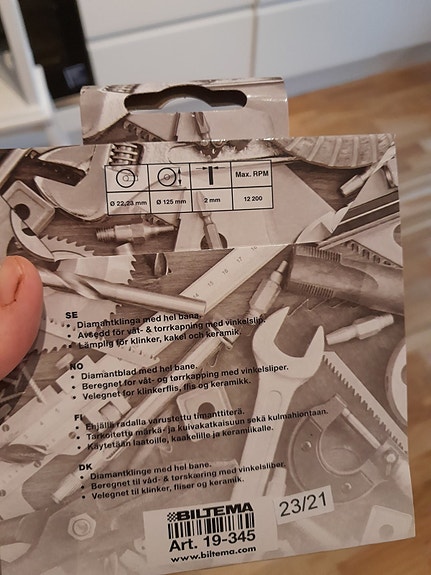 Max. RPM
Ø 22,23 mm Ø 125 mm 2 mm 12 200
SE
• Diamantklinga med hel bana.
• Avsedd för våt- & torrkapning med vinkelslip.
• Lämplig för klinker, kakel och keramik.
NO
• Diamantblad med hel bane.
• Beregnet for våt- og tørrkapping med vinkelsliper.
• Velegnet for klinkerflis, flis og keramikk.
FI
• Ehjällä radalla varustettu timanttiterä.
• Tarkoitettu märkä- ja kuivakatkaisuun sekä kulmahiontaan.
• Käytetään laatoille, kaakelille ja keramiikalle.
DK
• Diamantklinge med hel bane.
• Beregnet til våd- & tørskæring med vinkelsliber.
• Velegnet til klinker, fliser og keramik.
BILTEMA
23/21
Art. 19-345
www.biltema.com